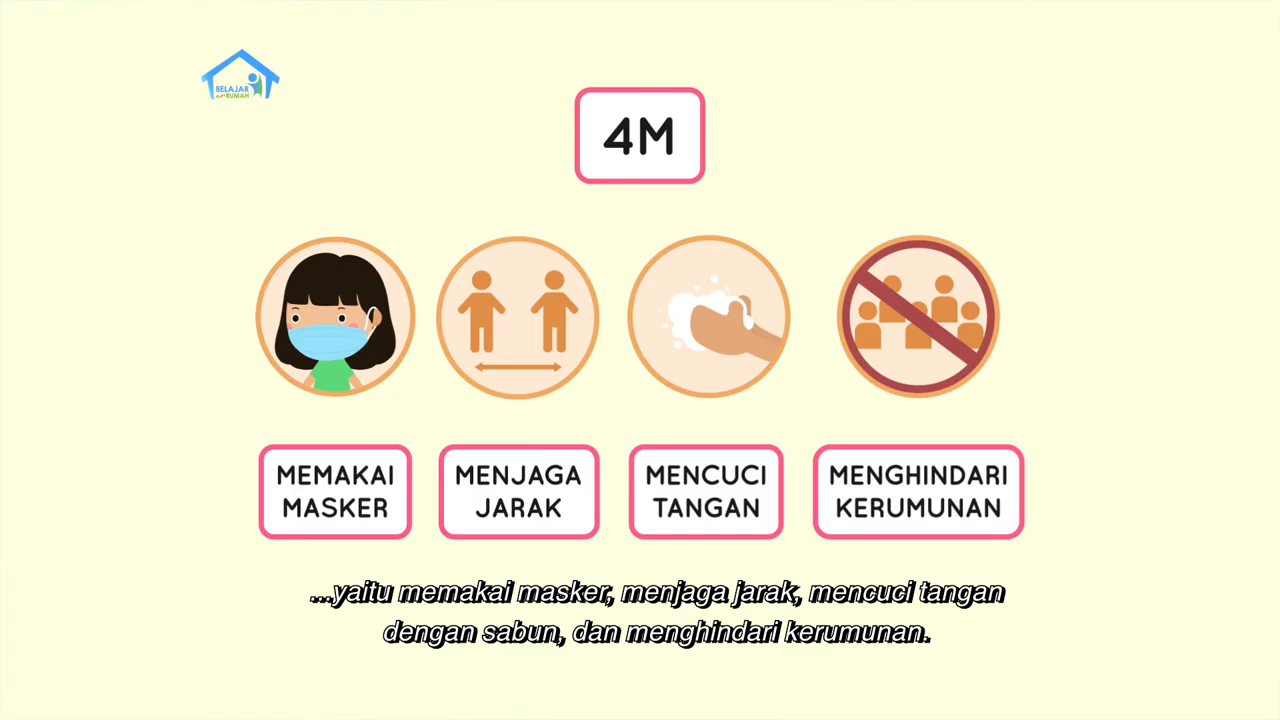 BELAJAR
dari RUMAH
4M
MEMAKAI
MASKER
MENJAGA
JARAK
MENCUCI
TANGAN
MENGHINDARI
KERUMUNAN
...yaitu memakai masker, menjaga jarak, mencuci tangan
dengan sabun, dan menghindari kerumunan.